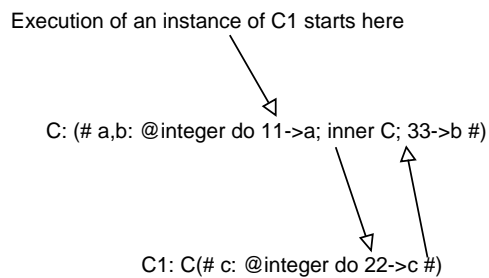 Execution of an instance of C1 starts here
C: (# a,b: @integer do 11->a; inner C; 33->b #)
C1: C(# c: @integer do 22->c #)